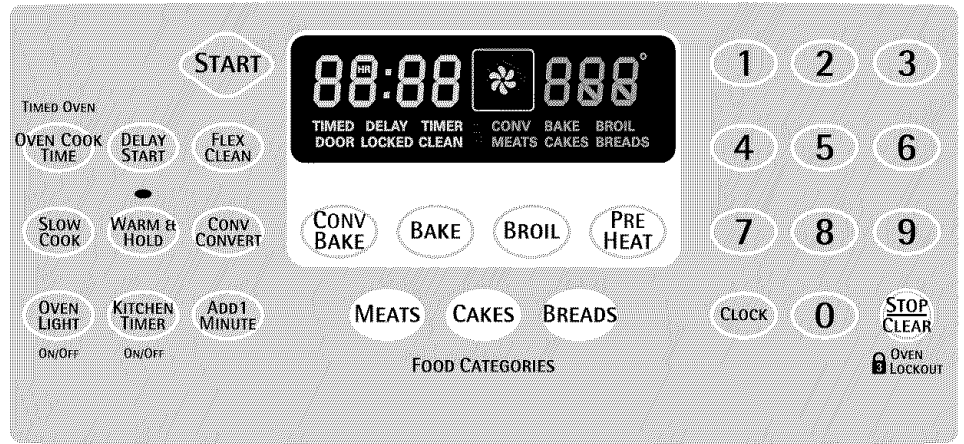 START
88:88
HR
888°
TIMED DELAY TIMER
DOOR LOCKED CLEAN
CONV BAKE BROIL
MEATS CAKES BREADS
TIMED OVEN
OVEN COOK
TIME
DELAY
START
FLEX
CLEAN
SLOW
COOK
WARM &
HOLD
CONV
CONVERT
OVEN
LIGHT
ON/OFF
KITCHEN
TIMER
ON/OFF
ADD 1
MINUTE
CONV
BAKE
BAKE
BROIL
PRE
HEAT
MEATS
CAKES
BREADS
FOOD CATEGORIES
1
2
3
4
5
6
7
8
9
CLOCK
0
STOP
CLEAR
3
OVEN
LOCKOUT